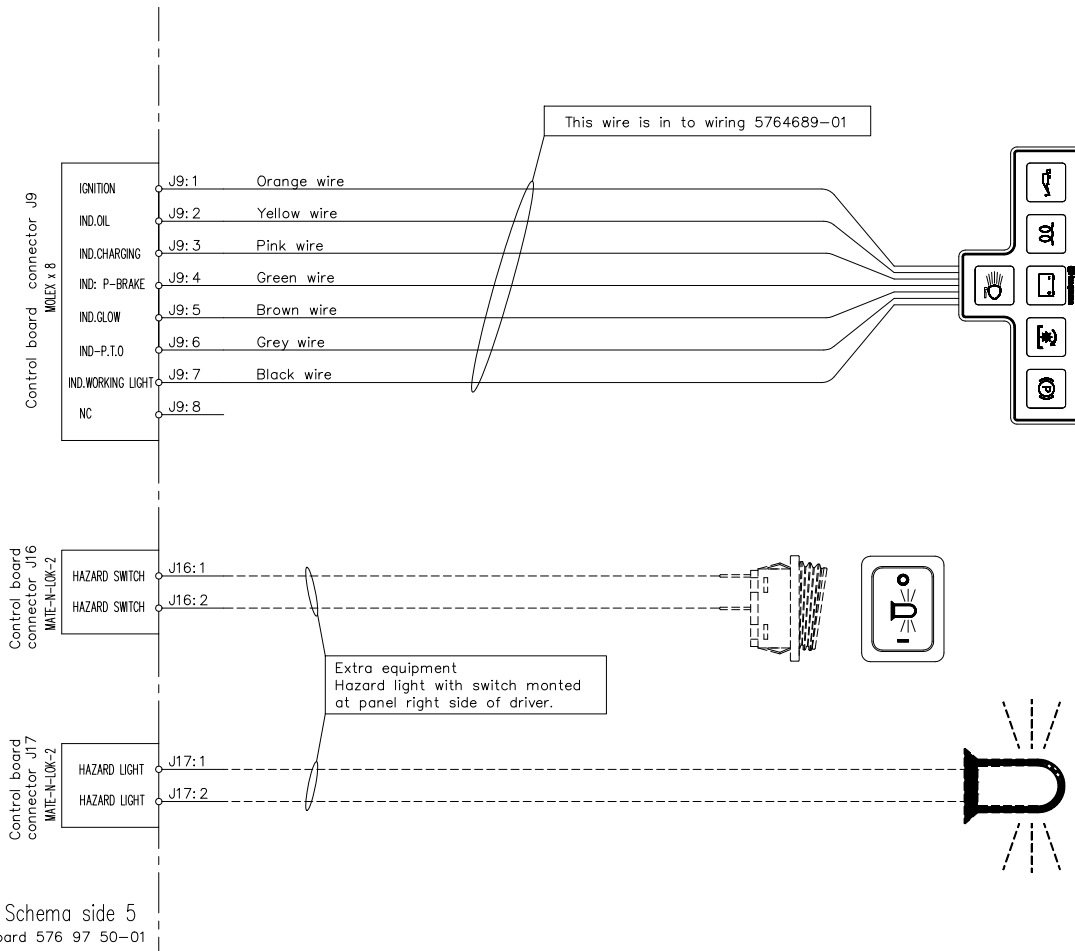 This wire is in to wiring 5764689-01
Control board connector J9
MOLEX x 8
IGNITION J9:1 Orange wire
IND.OIL J9:2 Yellow wire
IND.CHARGING J9:3 Pink wire
IND: P-BRAKE J9:4 Green wire
IND.GLOW J9:5 Brown wire
IND-P.T.O J9:6 Grey wire
IND.WORKING LIGHT J9:7 Black wire
NC J9:8
P
Control board
connector J16
MATE-N-LOK-2
HAZARD SWITCH J16:1
HAZARD SWITCH J16:2
Extra equipment
Hazard light with switch monted
at panel right side of driver.
Control board
connector J17
MATE-N-LOK-2
HAZARD LIGHT J17:1
HAZARD LIGHT J17:2
Schema side 5
576 97 50-01